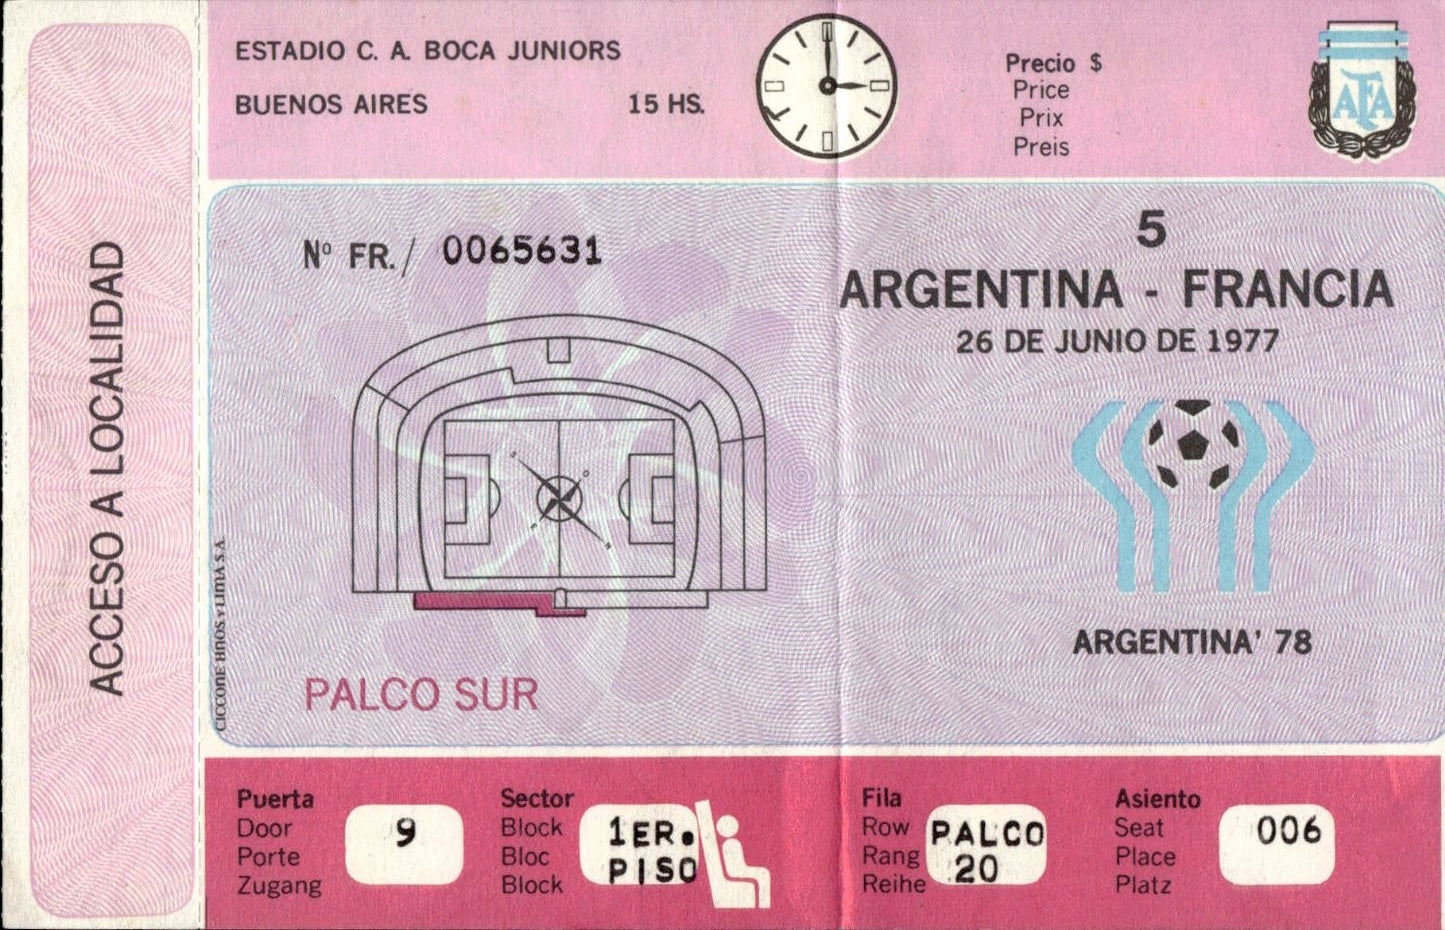 ACCESO A LOCALIDAD
ESTADIO C. A. BOCA JUNIORS
BUENOS AIRES 15 HS.
Precio $
Price
Prix
Preis
AFA
Nº FR./ 0065631
5
ARGENTINA - FRANCIA
26 DE JUNIO DE 1977
ARGENTINA' 78
PALCO SUR
CICCONE HNOS. y LIMA S.A.
Puerta
Door
Porte
Zugang
9
Sector
Block
Bloc
Block
1ER.
PISO
Fila
Row
Rang
Reihe
PALCO
20
Asiento
Seat
Place
Platz
006